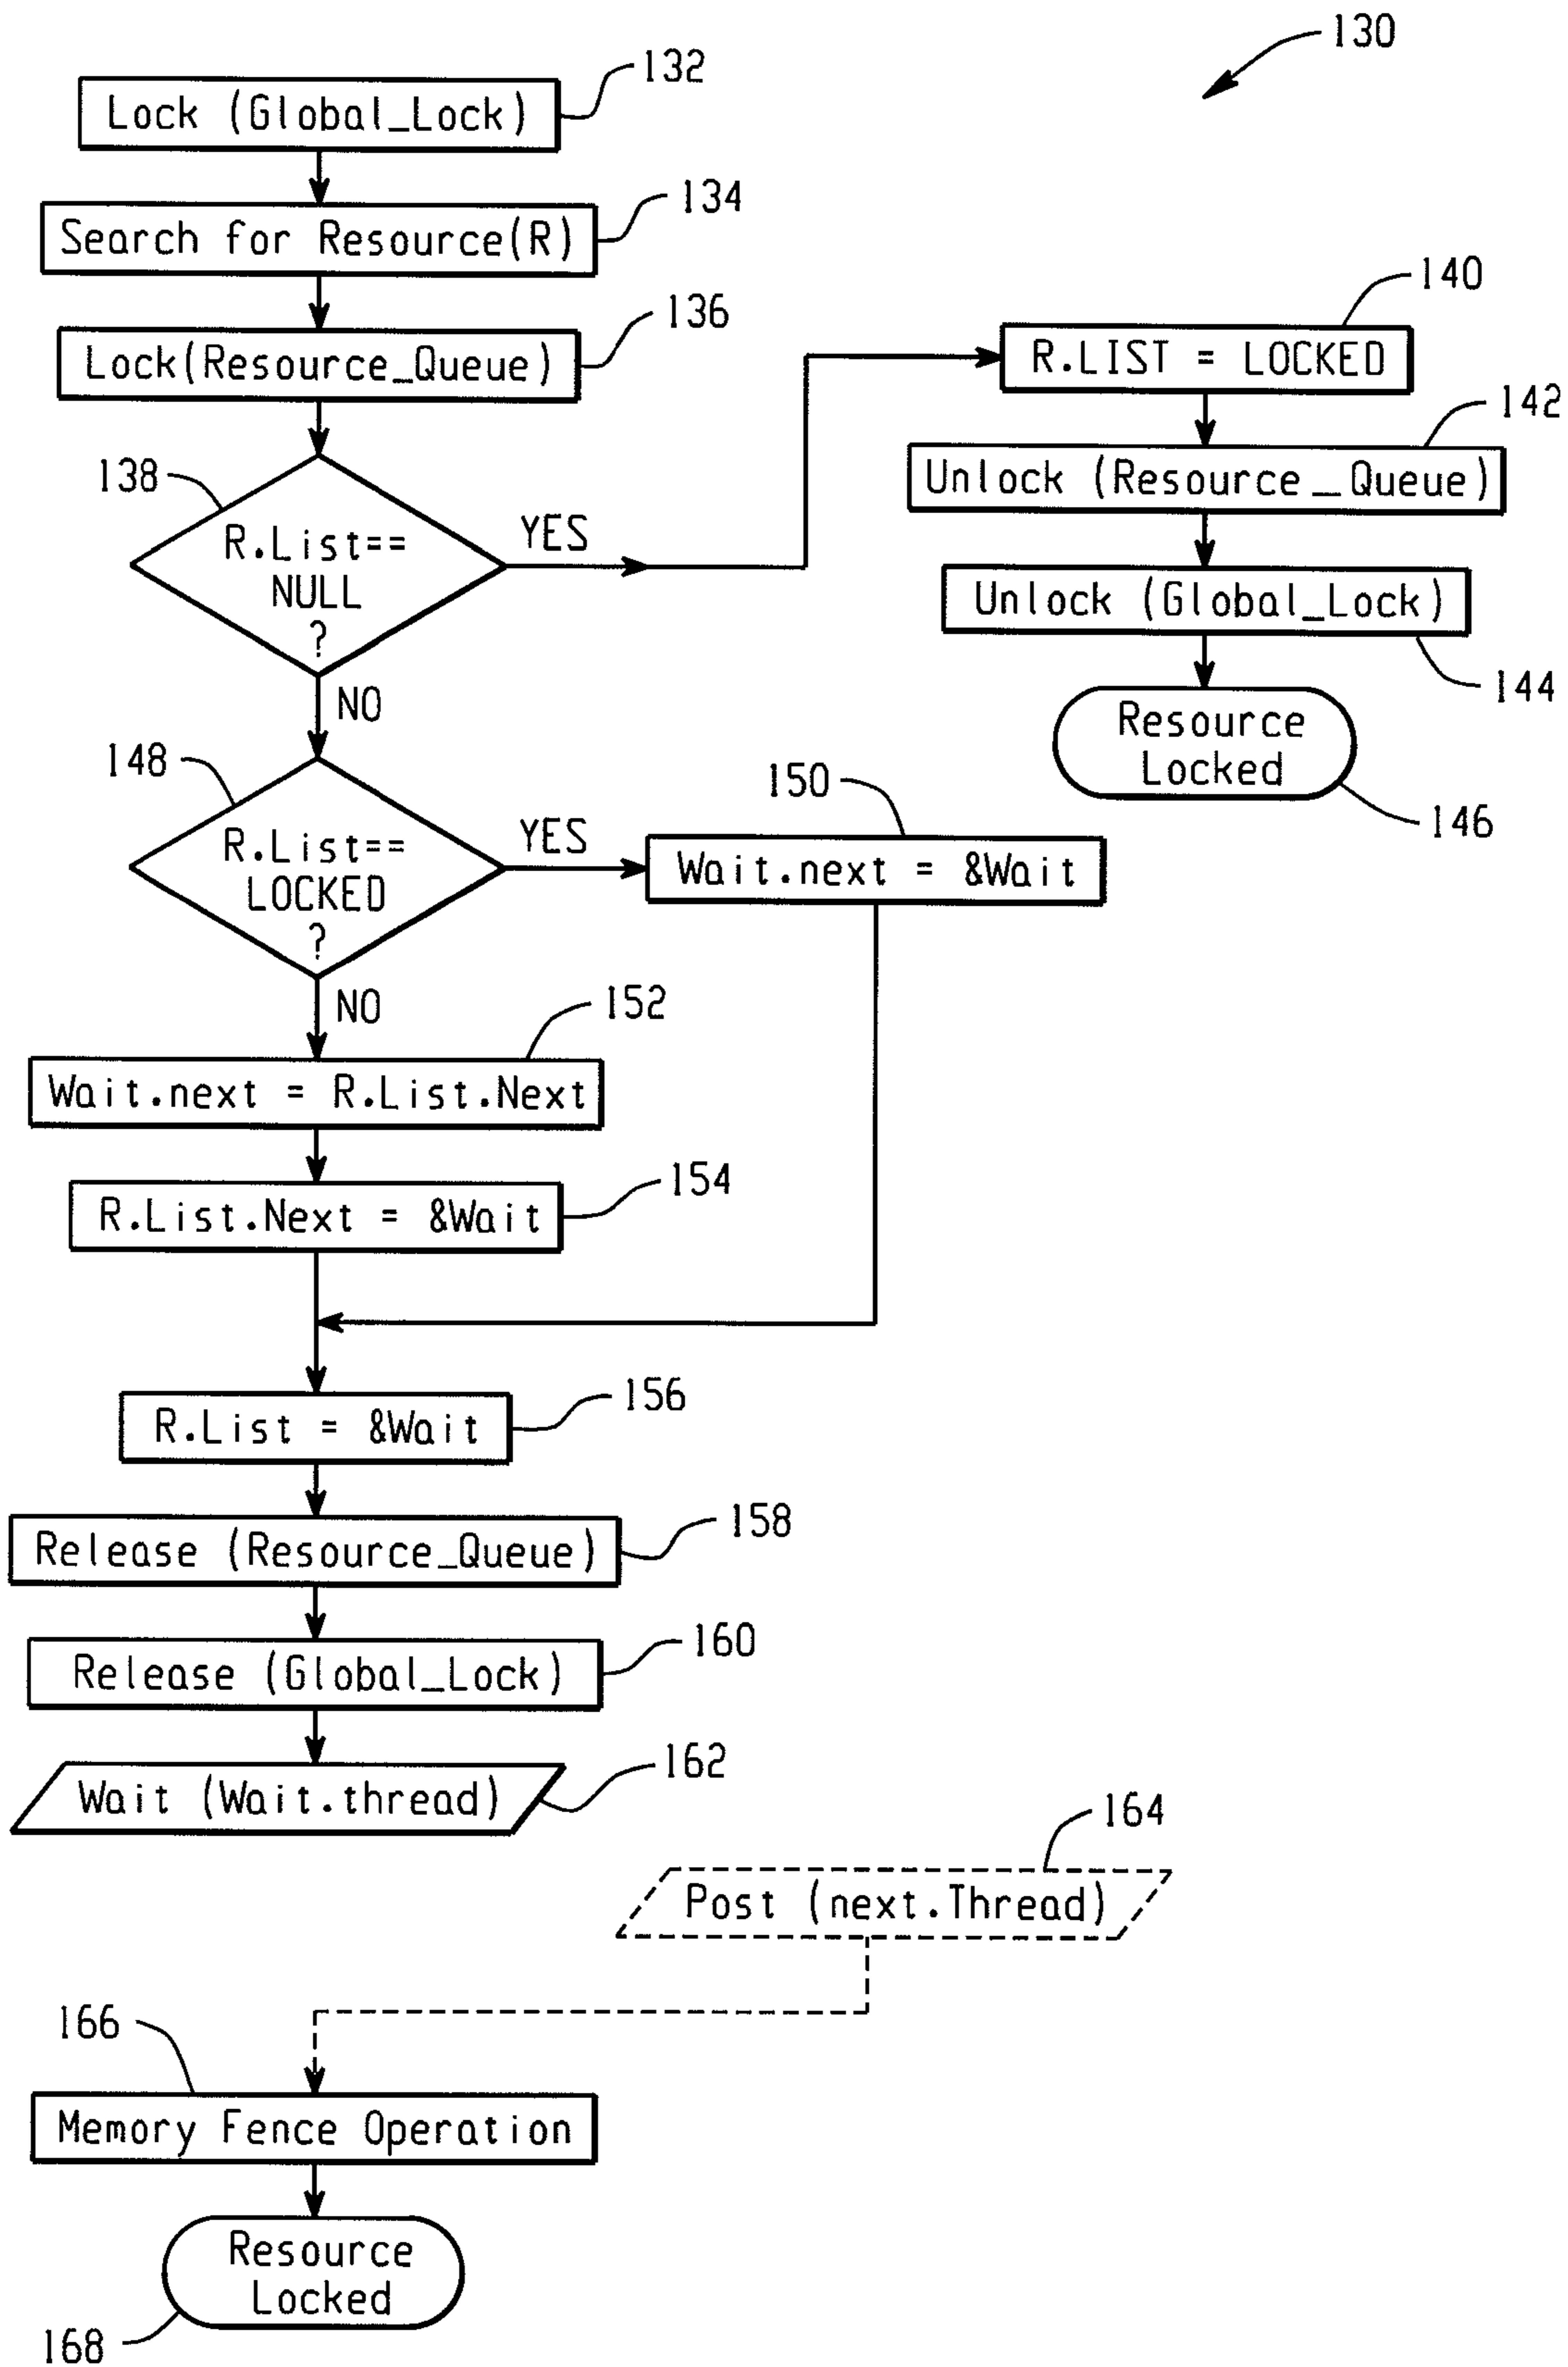 130
132
Lock (Global_Lock)
134
Search for Resource(R)
136
Lock(Resource_Queue)
140
R.LIST = LOCKED
142
Unlock (Resource_Queue)
138
R.List==
NULL
?
YES
NO
Unlock (Global_Lock)
144
Resource
Locked
146
148
R.List==
LOCKED
?
YES
NO
150
Wait.next = &Wait
152
Wait.next = R.List.Next
154
R.List.Next = &Wait
156
R.List = &Wait
158
Release (Resource_Queue)
160
Release (Global_Lock)
162
Wait (Wait.thread)
164
Post (next.Thread)
166
Memory Fence Operation
Resource
Locked
168